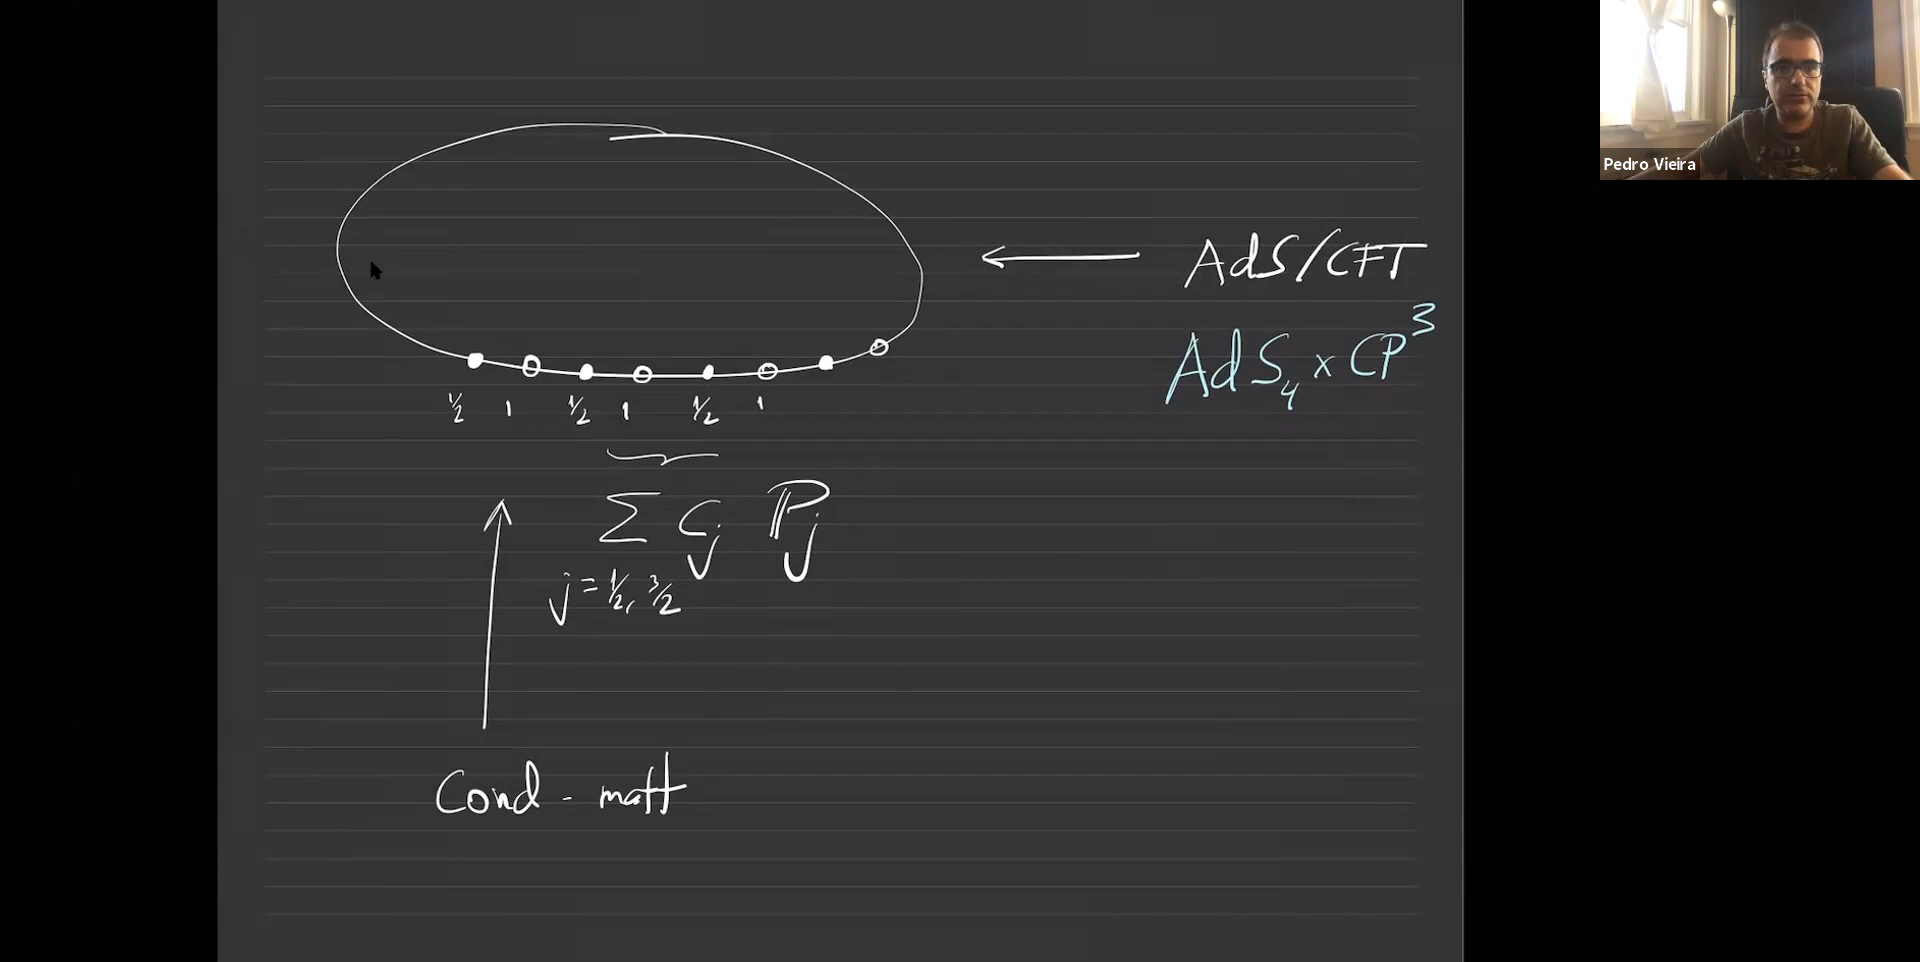 Pedro Vieira
AdS/CFT
AdS₄ × CP³
½ 1 ½ 1 ½ 1
∑ Cj ℙj
j = ½, 3/2
Cond - matt